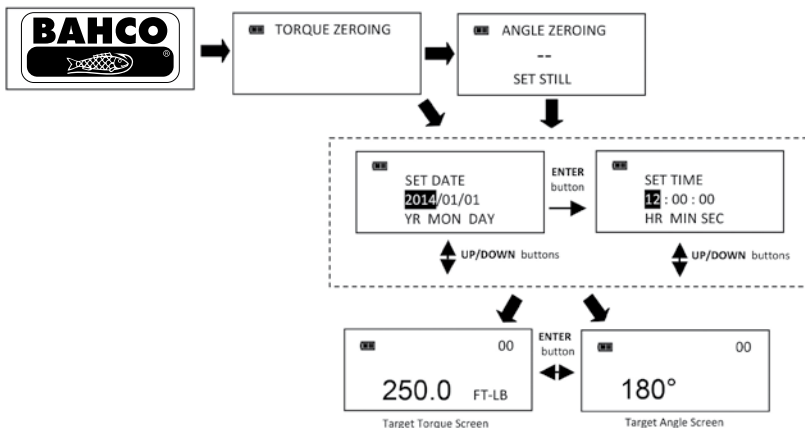 BAHCO
®
TORQUE ZEROING
ANGLE ZEROING
--
SET STILL
SET DATE
2014/01/01
YR MON DAY
ENTER
button
SET TIME
12 : 00 : 00
HR MIN SEC
UP/DOWN buttons
UP/DOWN buttons
00
250.0 FT-LB
Target Torque Screen
ENTER
button
00
180°
Target Angle Screen